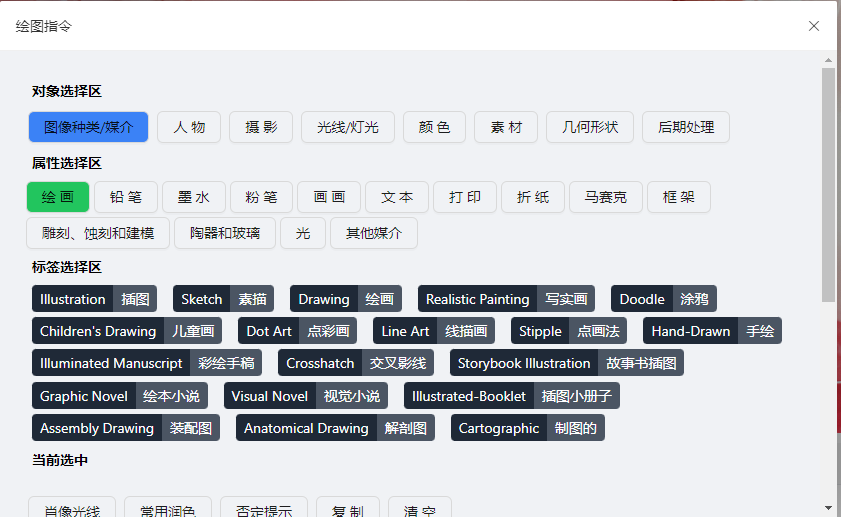 绘图指令
对象选择区
图像种类/媒介 人 物 摄 影 光线/灯光 颜 色 素 材 几何形状 后期处理
属性选择区
绘 画 铅 笔 墨 水 粉 笔 画 画 文 本 打 印 折 纸 马赛克 框 架
雕刻、蚀刻和建模 陶器和玻璃 光 其他媒介
标签选择区
Illustration 插图 Sketch 素描 Drawing 绘画 Realistic Painting 写实画 Doodle 涂鸦
Children's Drawing 儿童画 Dot Art 点彩画 Line Art 线描画 Stipple 点画法 Hand-Drawn 手绘
Illuminated Manuscript 彩绘手稿 Crosshatch 交叉影线 Storybook Illustration 故事书插图
Graphic Novel 绘本小说 Visual Novel 视觉小说 Illustrated-Booklet 插图小册子
Assembly Drawing 装配图 Anatomical Drawing 解剖图 Cartographic 制图的
当前选中
肖像光线 常用润色 否定提示 复 制 清 空